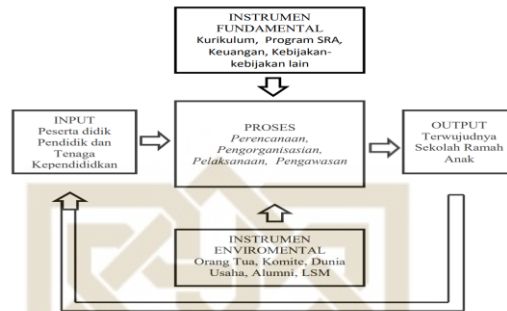 INSTRUMEN
FUNDAMENTAL
Kurikulum, Program SRA,
Keuangan, Kebijakan-
kebijakan lain
INPUT
Peserta didik
Pendidik dan
Tenaga
Kependididkan
PROSES
Perencanaan,
Pengorganisasian,
Pelaksanaan, Pengawasan
OUTPUT
Terwujudnya
Sekolah Ramah
Anak
INSTRUMEN
ENVIROMENTAL
Orang Tua, Komite, Dunia
Usaha, Alumni, LSM